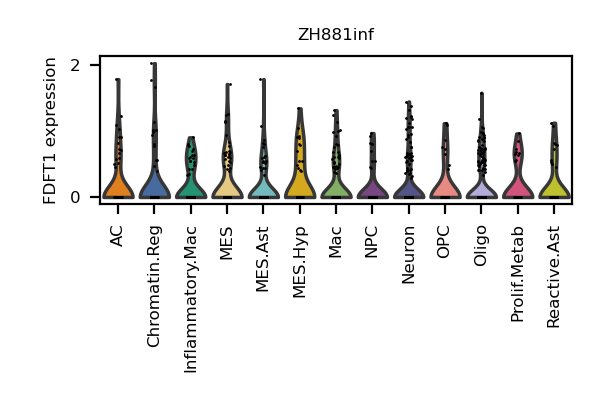 ZH881inf
FDFT1 expression
2
0
AC
Chromatin.Reg
Inflammatory.Mac
MES
MES.Ast
MES.Hyp
Mac
NPC
Neuron
OPC
Oligo
Prolif.Metab
Reactive.Ast